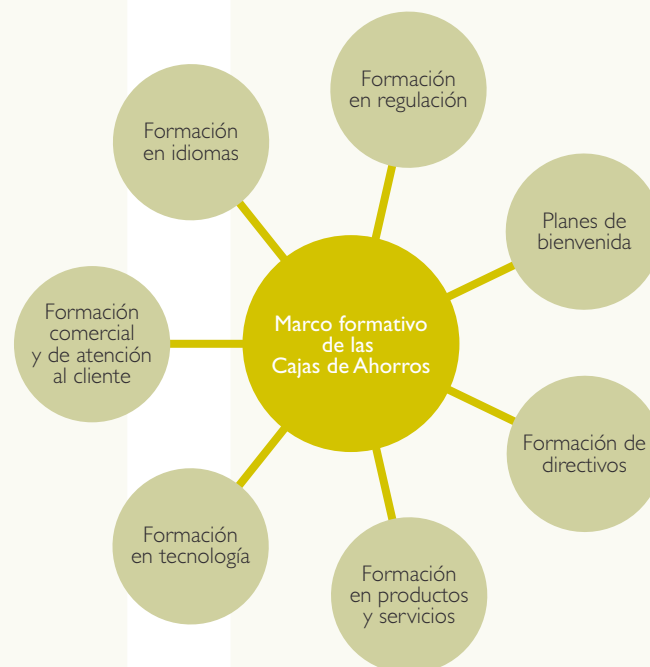 Formación
en regulación
Formación
en idiomas
Planes de
bienvenida
Formación
comercial
y de atención
al cliente
Marco formativo
de las
Cajas de Ahorros
Formación de
directivos
Formación
en tecnología
Formación
en productos
y servicios